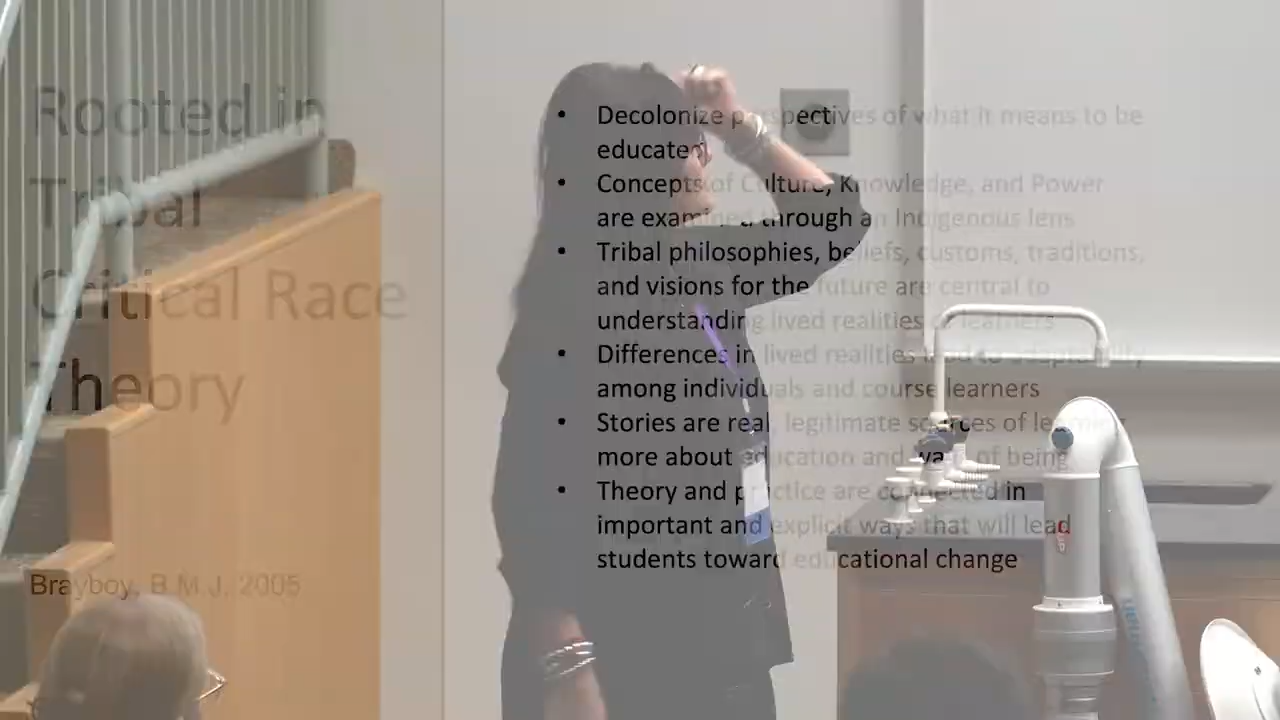 Rooted in
Tribal
Critical Race
Theory
Brayboy, B.M.J, 2005
• Decolonize perspectives of what it means to be
educated
• Concepts of Culture, Knowledge, and Power
are examined through an Indigenous lens
• Tribal philosophies, beliefs, customs, traditions,
and visions for the future are central to
understanding lived realities of learners
• Differences in lived realities lead to adaptability
among individuals and course learners
• Stories are real, legitimate sources of learning
more about education and ways of being
• Theory and practice are connected in
important and explicit ways that will lead
students toward educational change